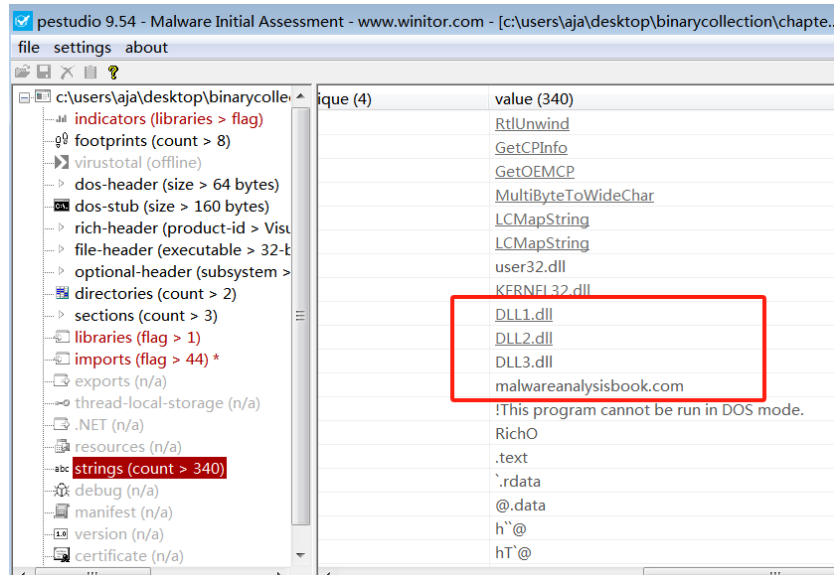 pestudio 9.54 - Malware Initial Assessment - www.winitor.com - [c:\users\aja\desktop\binarycollection\chapte...
file settings about
c:\users\aja\desktop\binarycolle
indicators (libraries > flag)
footprints (count > 8)
virustotal (offline)
dos-header (size > 64 bytes)
dos-stub (size > 160 bytes)
rich-header (product-id > Visu
file-header (executable > 32-b
optional-header (subsystem >
directories (count > 2)
sections (count > 3)
libraries (flag > 1)
imports (flag > 44) *
exports (n/a)
thread-local-storage (n/a)
.NET (n/a)
resources (n/a)
abc strings (count > 340)
debug (n/a)
manifest (n/a)
1.0 version (n/a)
certificate (n/a)
ique (4) value (340)
RtlUnwind
GetCPInfo
GetOEMCP
MultiByteToWideChar
LCMapString
LCMapString
user32.dll
KERNEL32.dll
DLL1.dll
DLL2.dll
DLL3.dll
malwareanalysisbook.com
!This program cannot be run in DOS mode.
RichO
.text
`.rdata
@.data
h``@
hT`@